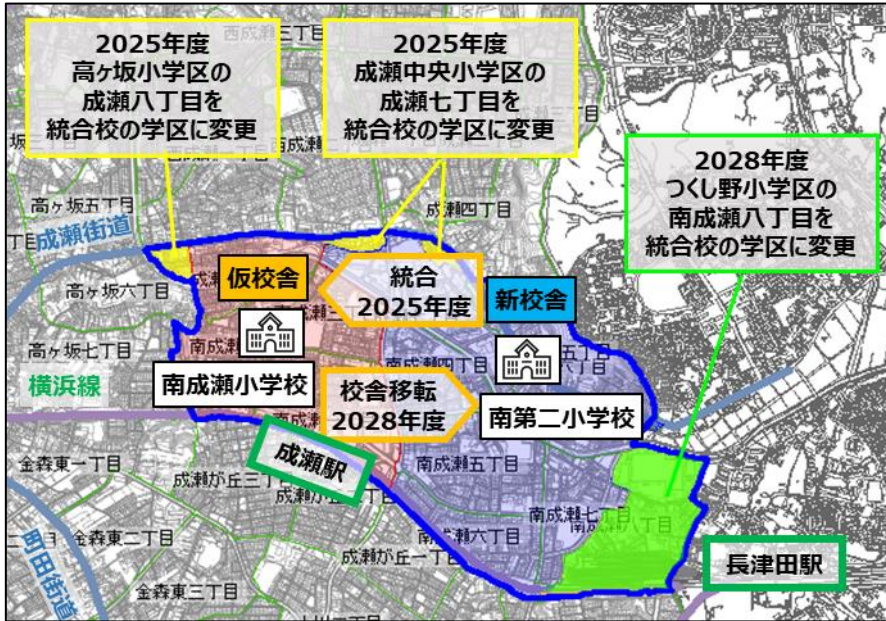 2025年度
高ヶ坂小学区の
成瀬八丁目を
統合校の学区に変更
2025年度
成瀬中央小学区の
成瀬七丁目を
統合校の学区に変更
2028年度
つくし野小学区の
南成瀬八丁目を
統合校の学区に変更
高ヶ坂五丁目
成瀬四丁目
成瀬街道
高ヶ坂六丁目
仮校舎
統合
2025年度
新校舎
高ヶ坂七丁目
横浜線
南成瀬小学校
校舎移転
2028年度
南第二小学校
成瀬駅
金森東一丁目
成瀬が丘三丁目
南成瀬五丁目
南成瀬七丁目
南成瀬八丁目
南成瀬六丁目
町田街道
金森東二丁目
成瀬が丘一丁目
金森東三丁目
長津田駅